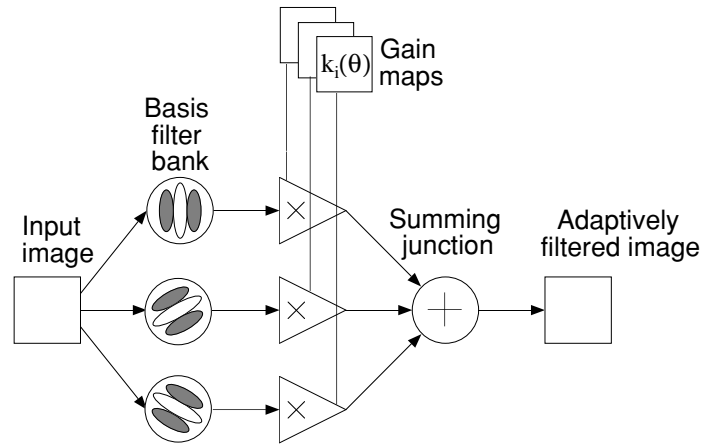 Gain
maps
k_i(θ)
Basis
filter
bank
Input
image
×
×
×
Summing
junction
+
Adaptively
filtered image